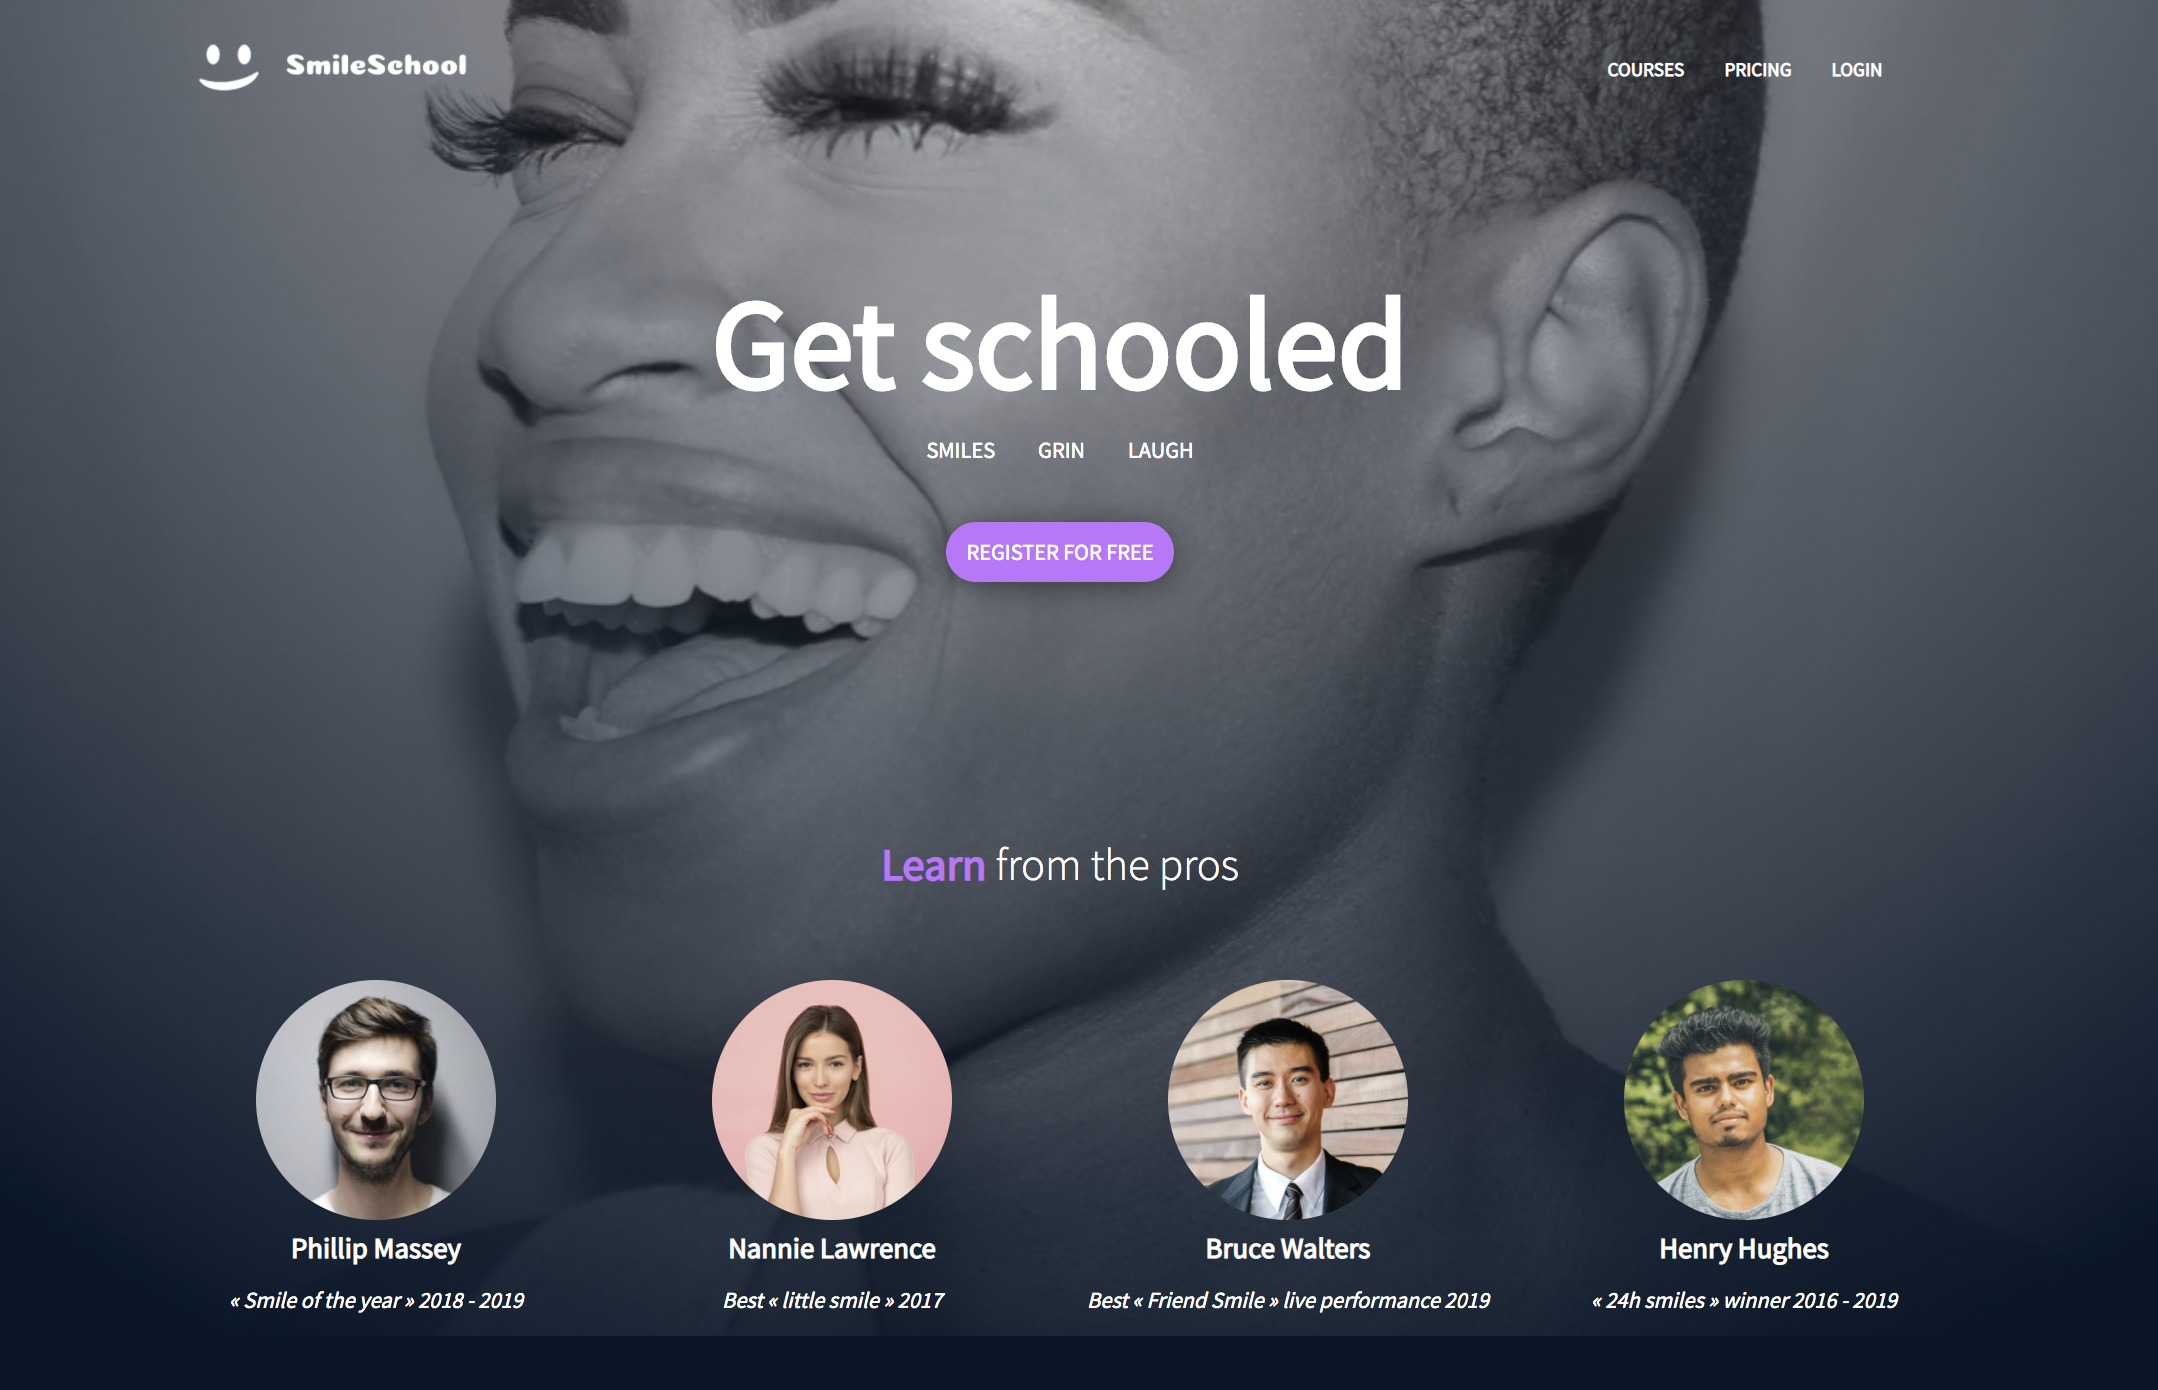 SmileSchool
COURSES PRICING LOGIN
Get schooled
SMILES GRIN LAUGH
REGISTER FOR FREE
Learn from the pros
Phillip Massey
« Smile of the year » 2018 - 2019
Nannie Lawrence
Best « little smile » 2017
Bruce Walters
Best « Friend Smile » live performance 2019
Henry Hughes
« 24h smiles » winner 2016 - 2019